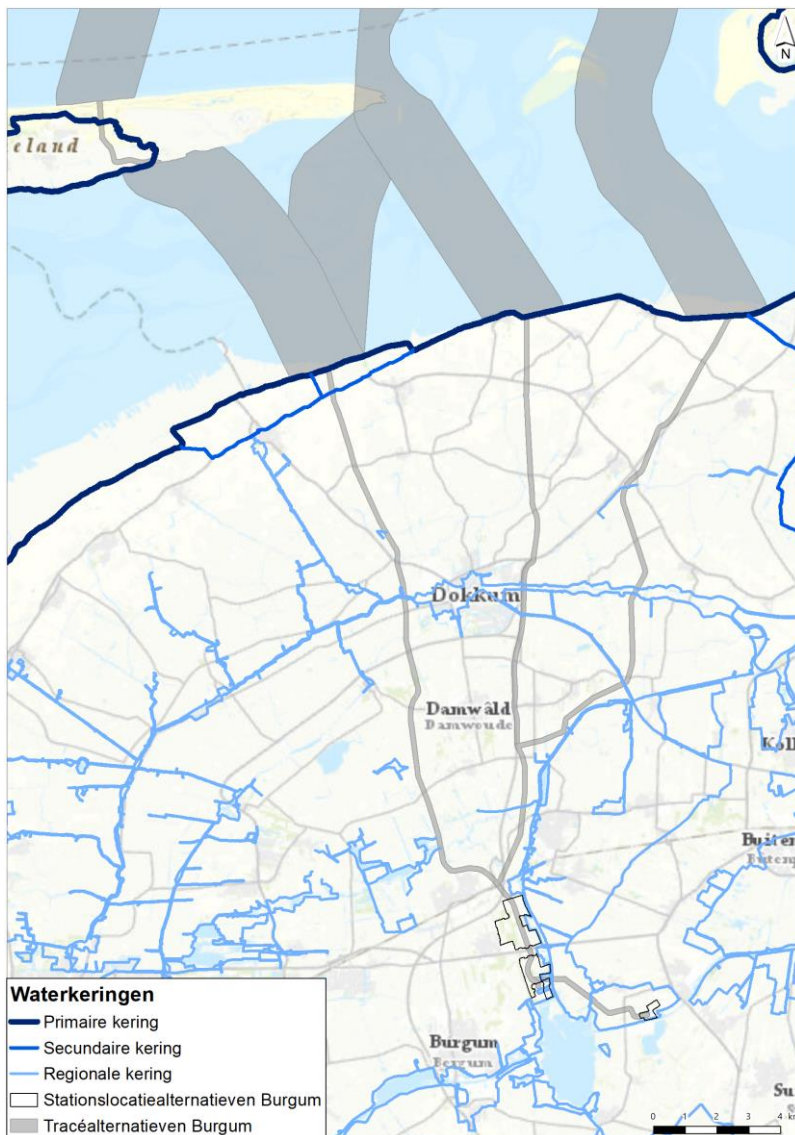 N
eland
Dokkum
Damwâld
Damwoude
Koll
Buiten
Burgum
Bergum
Su
Waterkeringen
Primaire kering
Secundaire kering
Regionale kering
Stationslocatiealternatieven Burgum
Tracéalternatieven Burgum
0 1 2 3 4 km